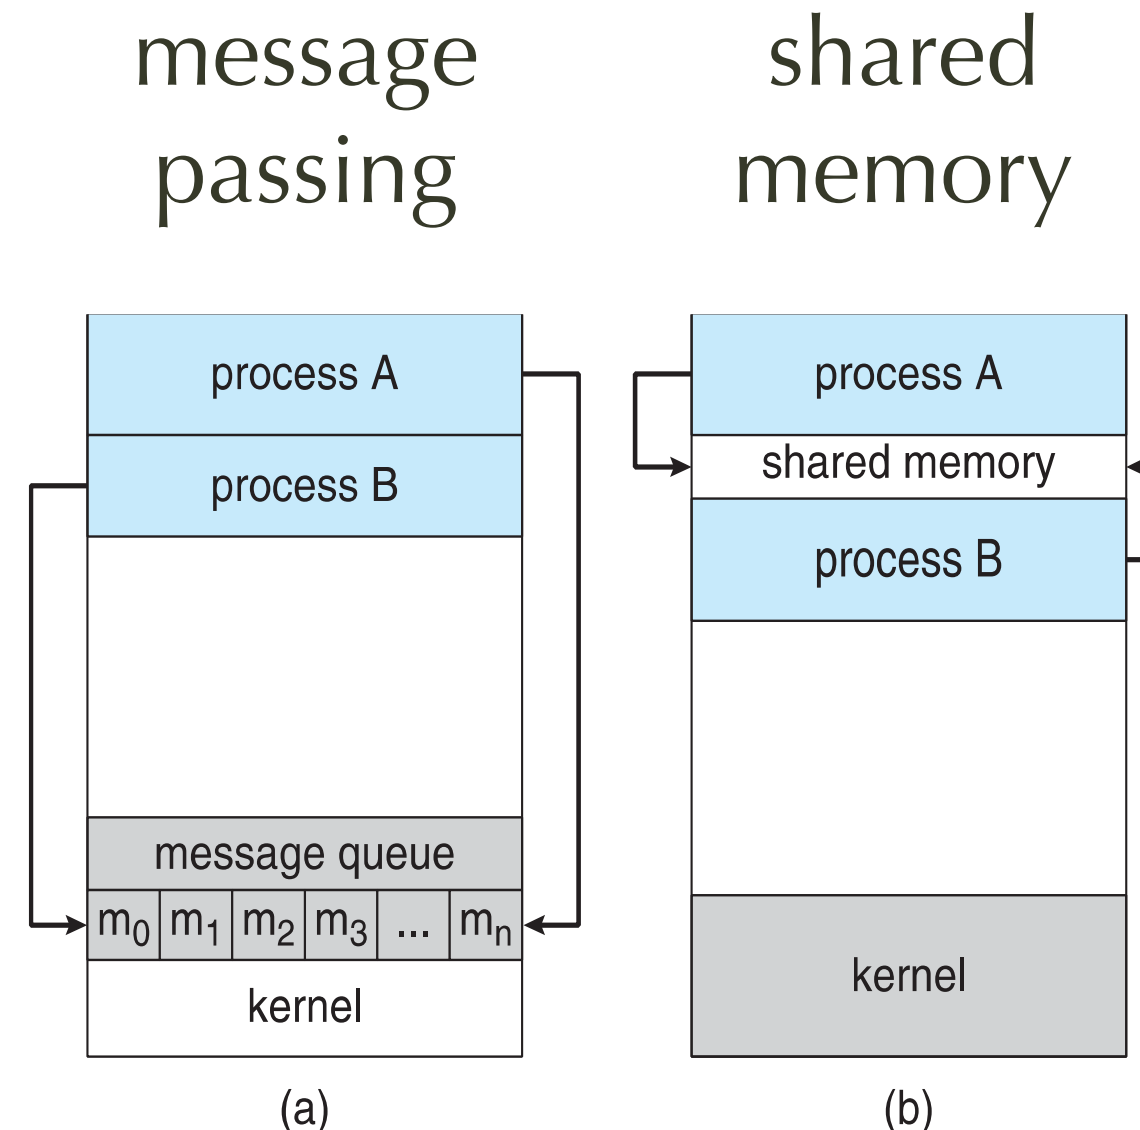 message
passing
process A
process B
message queue
m0 m1 m2 m3 ... mn
kernel
(a)
shared
memory
process A
shared memory
process B
kernel
(b)